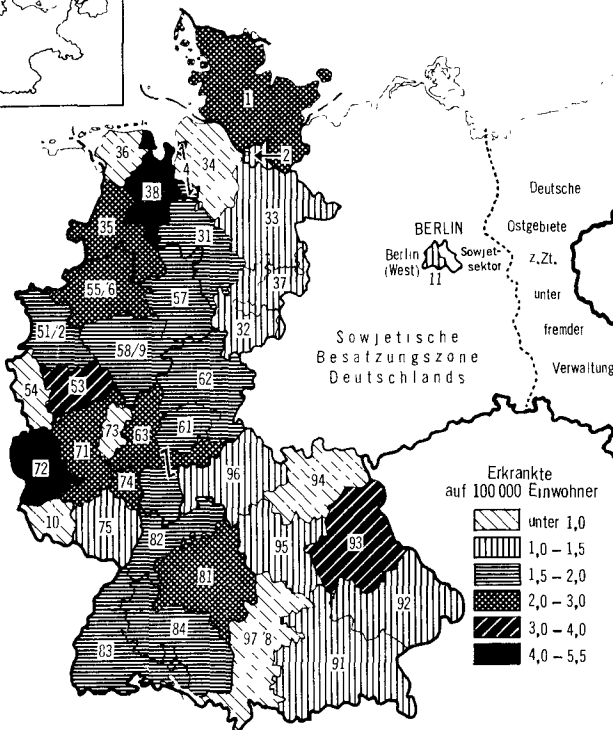 1
2
36
34
4
38
33
35
31
Deutsche
BERLIN
Ostgebiete
Berlin
(West)
Sowjet-
sektor
z.Zt.
11
37
55/6
57
unter
51/2
32
fremder
58/9
Sowjetische
Besatzungszone
Deutschlands
Verwaltung
62
54
53
73
63
61
71
72
74
96
94
Erkrankte
auf 100 000 Einwohner
10
75
82
95
93
unter 1,0
1,0 – 1,5
81
92
1,5 – 2,0
2,0 – 3,0
84
97
8
3,0 – 4,0
83
91
4,0 – 5,5